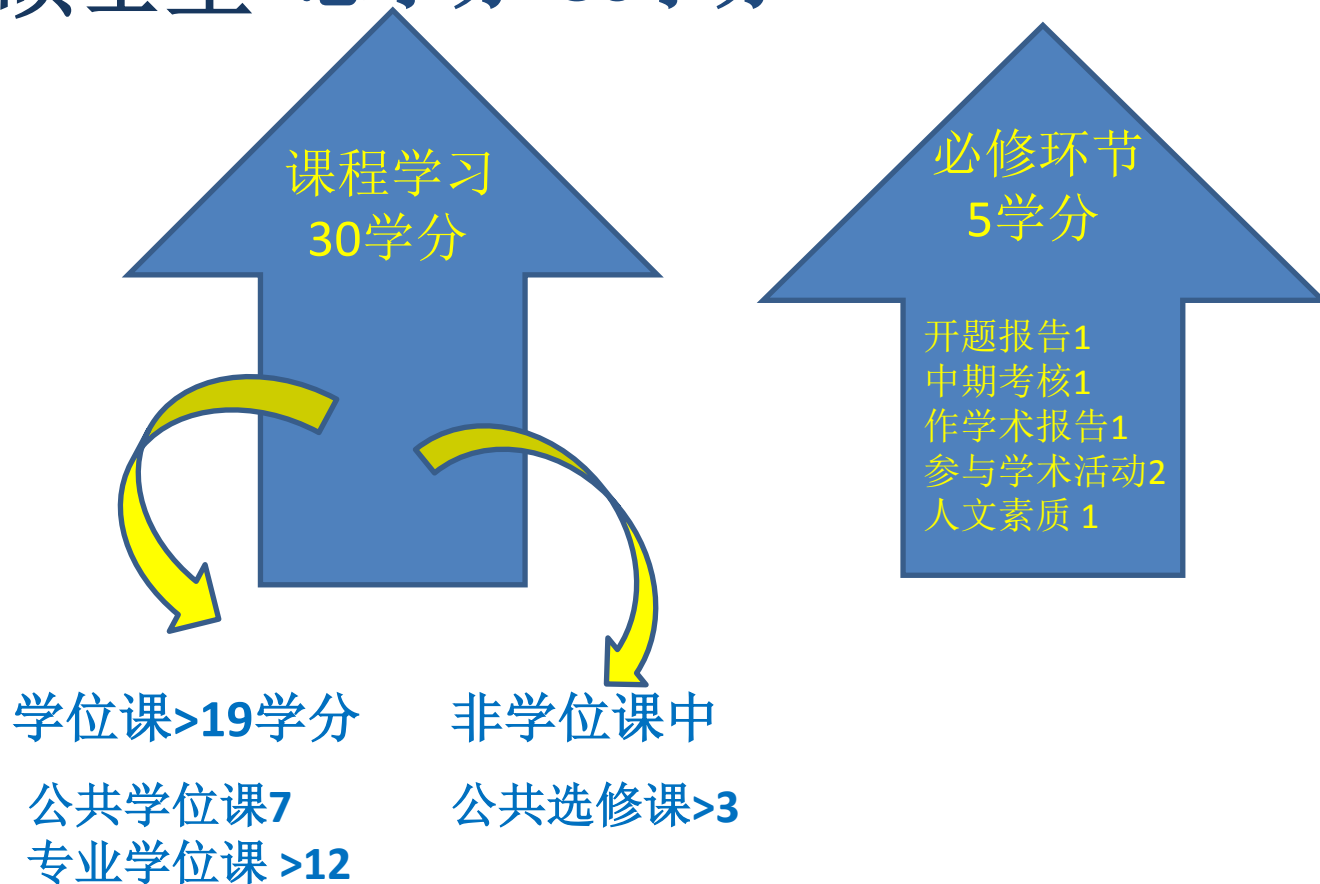 课程学习
30学分
必修环节
5学分
开题报告1
中期考核1
作学术报告1
参与学术活动2
人文素质 1
学位课>19学分
公共学位课7
专业学位课 >12
非学位课中
公共选修课>3